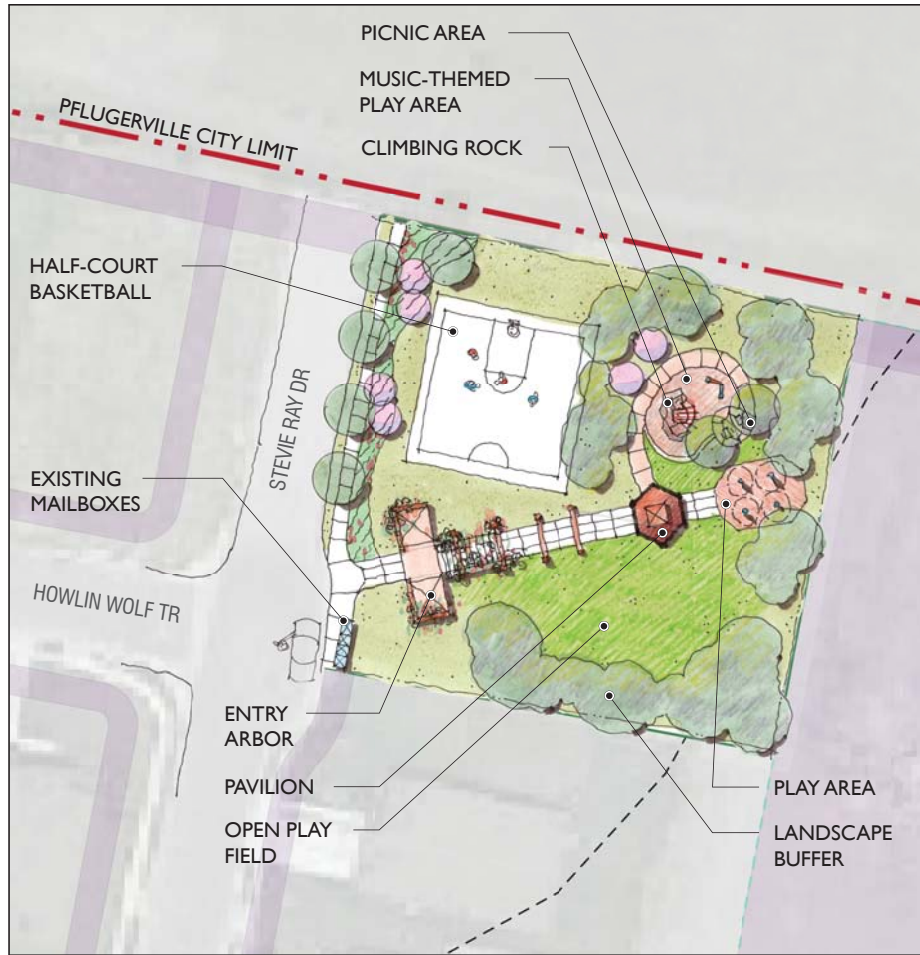 PICNIC AREA
MUSIC-THEMED
PLAY AREA
CLIMBING ROCK
PFLUGERVILLE CITY LIMIT
HALF-COURT
BASKETBALL
STEVIE RAY DR
EXISTING
MAILBOXES
HOWLIN WOLF TR
ENTRY
ARBOR
PAVILION
OPEN PLAY
FIELD
PLAY AREA
LANDSCAPE
BUFFER